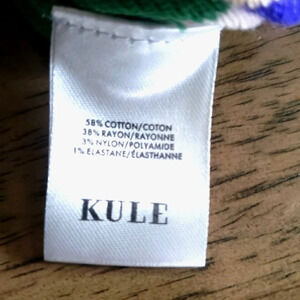 58% COTTON/COTON
38% RAYON/RAYONNE
3% NYLON/POLYAMIDE
1% ELASTANE/ÉLASTHANNE
KULE